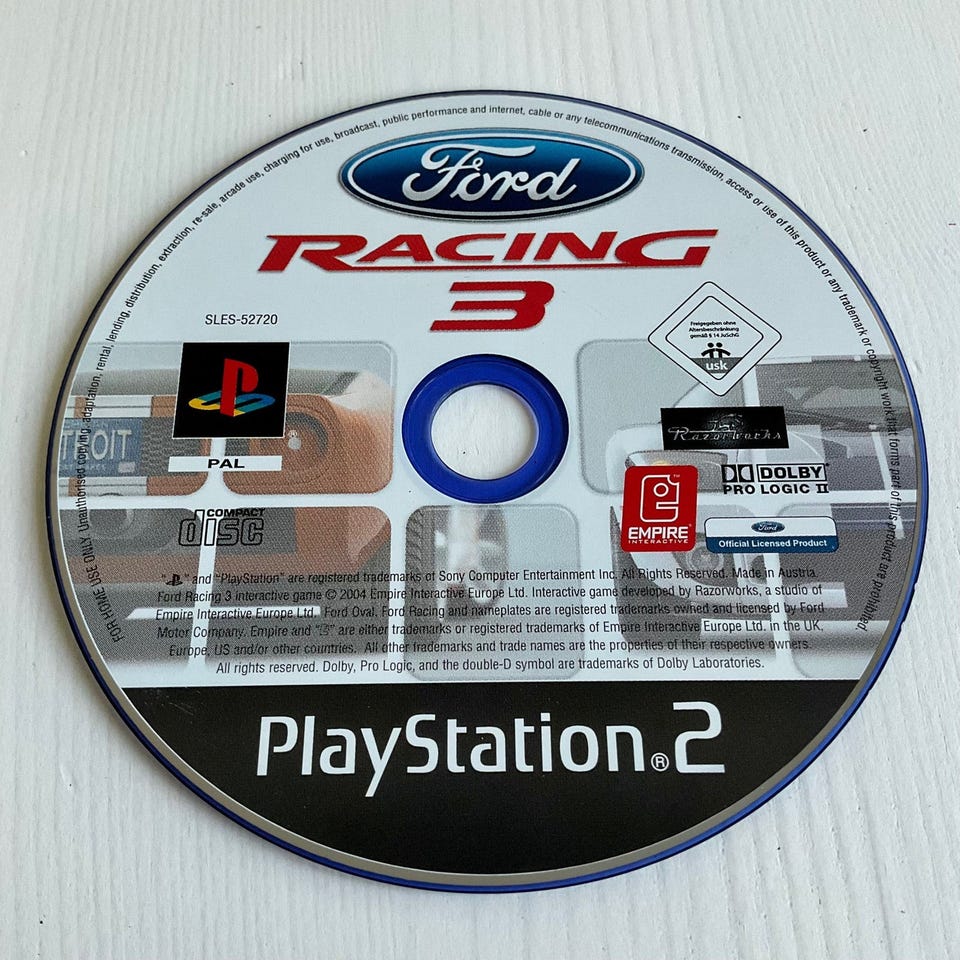 FOR HOME USE ONLY Unauthorised copying, adaptation, rental, lending, distribution, extraction, re-sale, arcade use, charging for use, broadcast, public performance and internet, cable or any telecommunications transmission, access or use of this product or any trademark or copyright work that forms part of this product are prohibited
Ford
RACING
3
SLES-52720
Freigegeben ohne
Altersbeschränkung
gemäß § 14 JuSchG
usk
TROIT
PAL
Razorworks
DOLBY
PRO LOGIC II
COMPACT
disc
EMPIRE
INTERACTIVE
TM
Ford
Official Licensed Product
" " and "PlayStation" are registered trademarks of Sony Computer Entertainment Inc. All Rights Reserved. Made in Austria.
Ford Racing 3 interactive game © 2004 Empire Interactive Europe Ltd. Interactive game developed by Razorworks, a studio of
Empire Interactive Europe Ltd. Ford Oval. Ford Racing and nameplates are registered trademarks owned and licensed by Ford
Motor Company. Empire and "E" are either trademarks or registered trademarks of Empire Interactive Europe Ltd. in the UK,
Europe, US and/or other countries. All other trademarks and trade names are the properties of their respective owners.
All rights reserved. Dolby, Pro Logic, and the double-D symbol are trademarks of Dolby Laboratories.
PlayStation®2